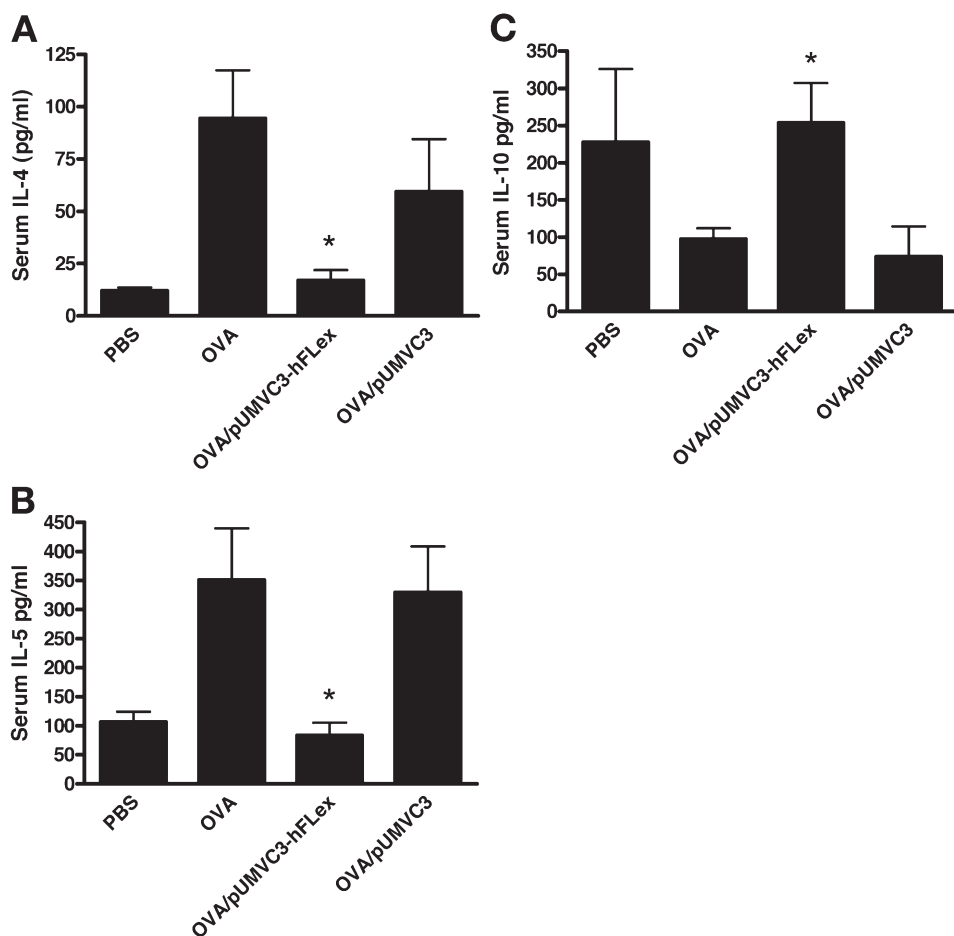 A
Serum IL-4 (pg/ml)
125
100
75
50
25
0
PBS
OVA
OVA/pUMVC3-hFLex
OVA/pUMVC3
*
C
Serum IL-10 pg/ml
350
300
250
200
150
100
50
0
PBS
OVA
OVA/pUMVC3-hFLex
OVA/pUMVC3
*
B
Serum IL-5 pg/ml
450
400
350
300
250
200
150
100
50
0
PBS
OVA
OVA/pUMVC3-hFLex
OVA/pUMVC3
*